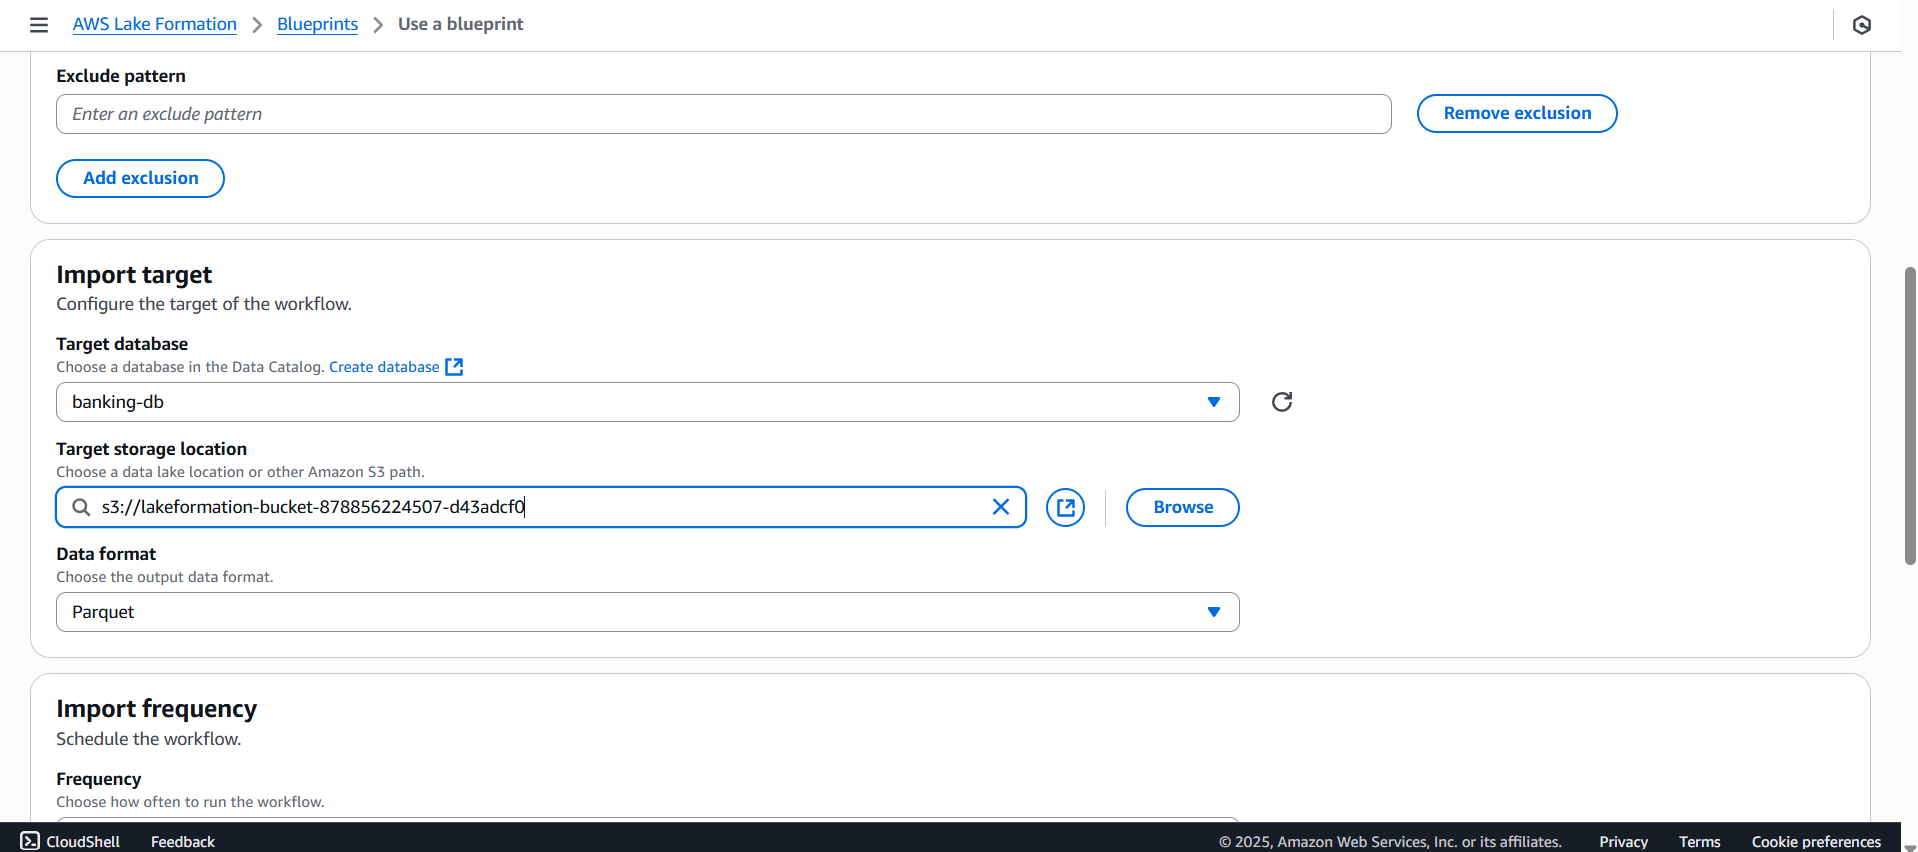 AWS Lake Formation > Blueprints > Use a blueprint
Exclude pattern
Enter an exclude pattern
Remove exclusion
Add exclusion
Import target
Configure the target of the workflow.
Target database
Choose a database in the Data Catalog. Create database
banking-db
Target storage location
Choose a data lake location or other Amazon S3 path.
s3://lakeformation-bucket-878856224507-d43adcf0
Browse
Data format
Choose the output data format.
Parquet
Import frequency
Schedule the workflow.
Frequency
Choose how often to run the workflow.
CloudShell Feedback © 2025, Amazon Web Services, Inc. or its affiliates. Privacy Terms Cookie preferences